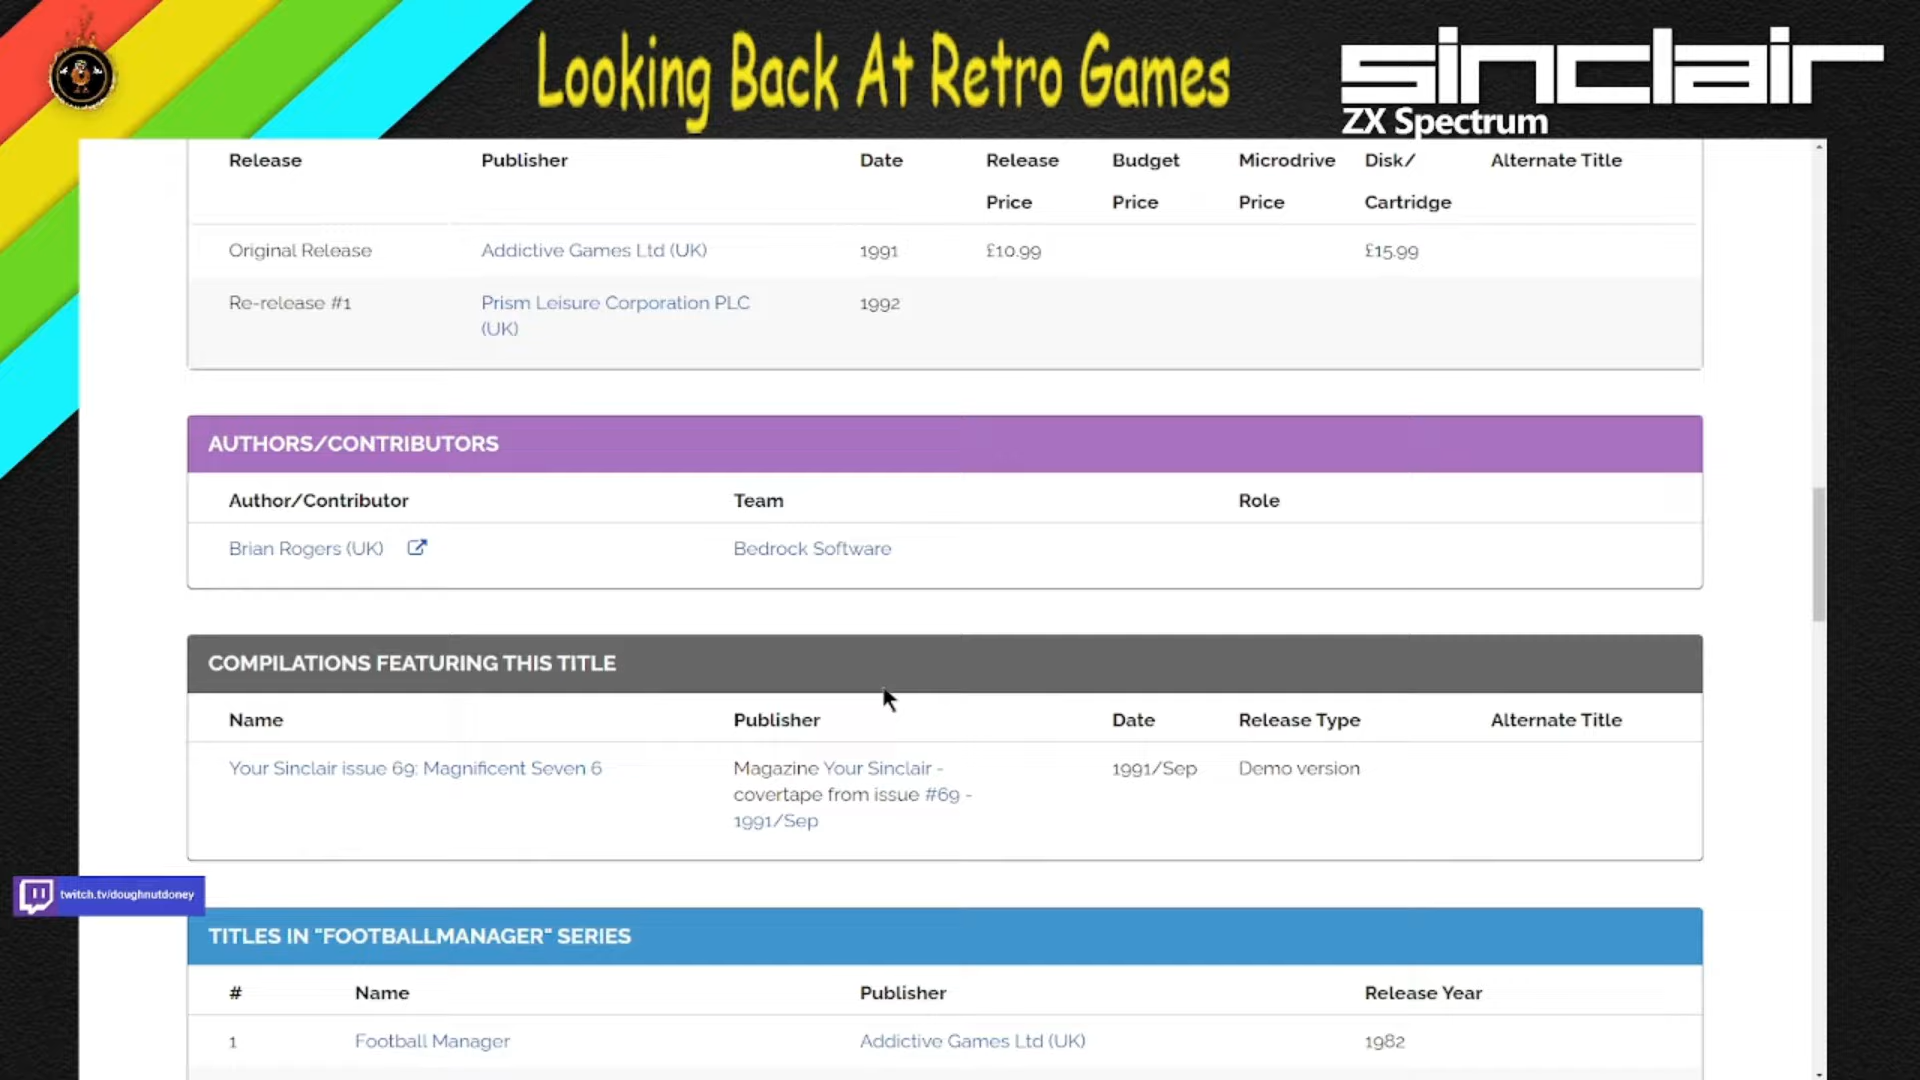 Looking Back At Retro Games
sinclair
ZX Spectrum
Release Publisher Date Release Budget Microdrive Disk/ Alternate Title
Price Price Price Cartridge
Original Release Addictive Games Ltd (UK) 1991 £10.99 £15.99
Re-release #1 Prism Leisure Corporation PLC 1992
(UK)
AUTHORS/CONTRIBUTORS
Author/Contributor Team Role
Brian Rogers (UK) Bedrock Software
COMPILATIONS FEATURING THIS TITLE
Name Publisher Date Release Type Alternate Title
Your Sinclair issue 69: Magnificent Seven 6 Magazine Your Sinclair - 1991/Sep Demo version
covertape from issue #69 -
1991/Sep
twitch.tv/doughnutdoney
TITLES IN "FOOTBALLMANAGER" SERIES
# Name Publisher Release Year
1 Football Manager Addictive Games Ltd (UK) 1982